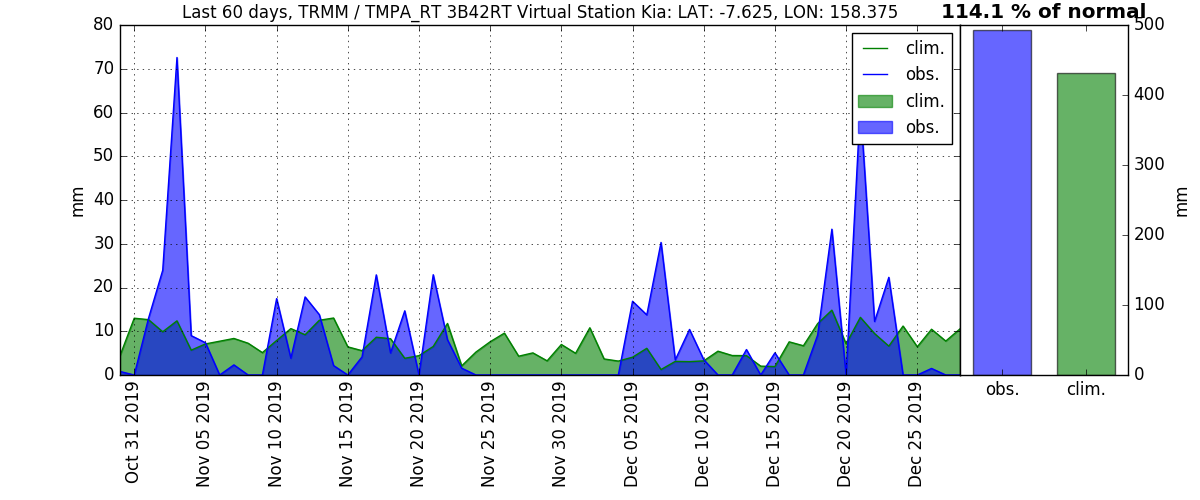 Last 60 days, TRMM / TMPA_RT 3B42RT Virtual Station Kia: LAT: -7.625, LON: 158.375
114.1 % of normal
80
70
60
50
40
30
20
10
0
mm
clim.
obs.
clim.
obs.
500
400
300
200
100
0
mm
obs.
clim.
Oct 31 2019
Nov 05 2019
Nov 10 2019
Nov 15 2019
Nov 20 2019
Nov 25 2019
Nov 30 2019
Dec 05 2019
Dec 10 2019
Dec 15 2019
Dec 20 2019
Dec 25 2019